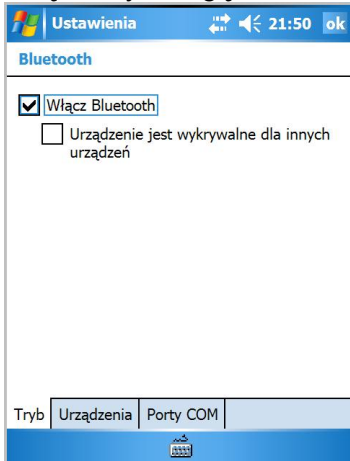 Ustawienia 21:50 ok
Bluetooth
Włącz Bluetooth
Urządzenie jest wykrywalne dla innych
urządzeń
Tryb Urządzenia Porty COM